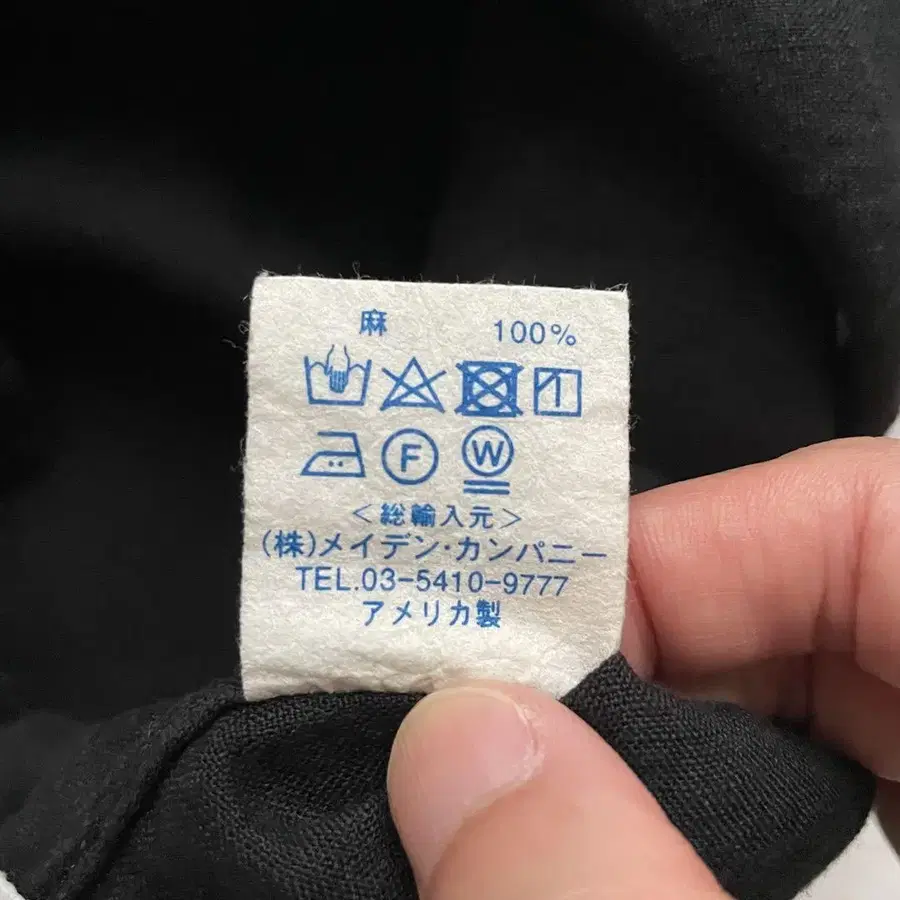 麻 100%
F W
<総輸入元>
(株)メイデン・カンパニー
TEL.03-5410-9777
アメリカ製